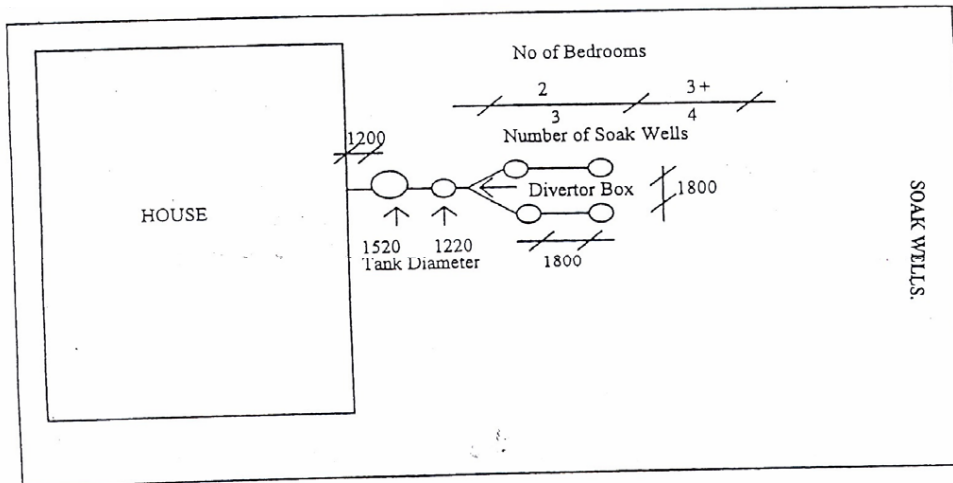 No of Bedrooms
2 3+
3 4
Number of Soak Wells
1200
Divertor Box
1800
HOUSE
1520 1220
Tank Diameter
1800
SOAK WELLS.